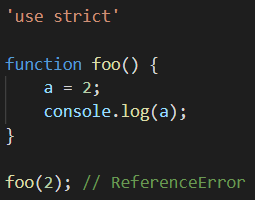 'use strict'
function foo() {
    a = 2;
    console.log(a);
}
foo(2); // ReferenceError